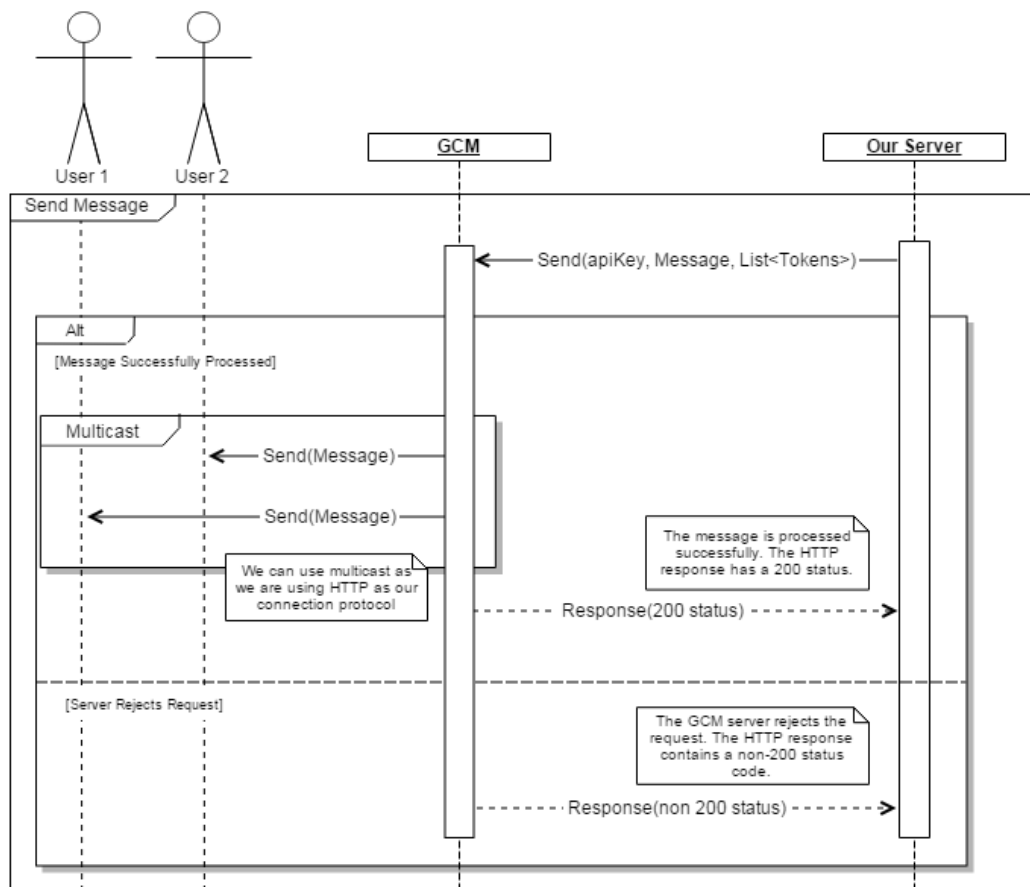 GCM
Our Server
User 1
User 2
Send Message
Send(apiKey, Message, List<Tokens>)
Alt
[Message Successfully Processed]
Multicast
Send(Message)
Send(Message)
The message is processed
successfully. The HTTP
response has a 200 status.
We can use multicast as
we are using HTTP as our
connection protocol
Response(200 status)
[Server Rejects Request]
The GCM server rejects the
request. The HTTP response
contains a non-200 status
code.
Response(non 200 status)